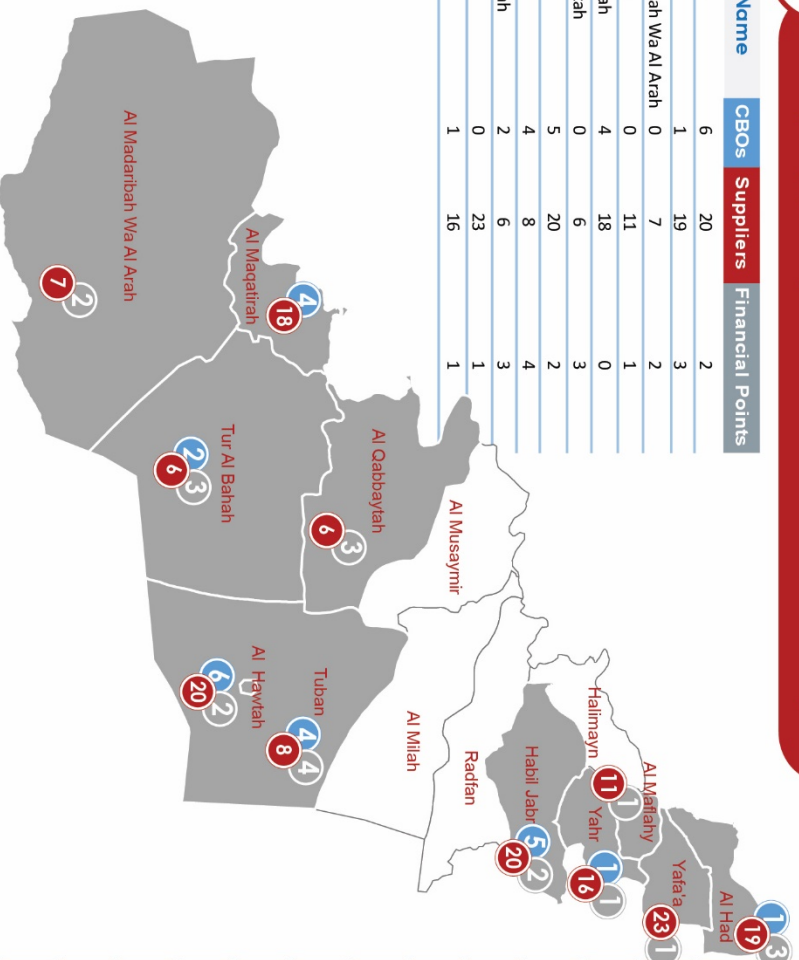 Name CBOs Suppliers Financial Points
6 20 2
1 19 3
ah Wa Al Arah 0 7 2
0 11 1
ah 4 18 0
0 6 3
5 20 2
4 8 4
2 6 3
0 23 1
1 16 1
Al Had
1 3
19
Yafa'a
23 1
Al Maflahy
11 1
Halimayn
Yahr
1
16 1
Habil Jabr
5 2
20
Radfan
Al Musaymir
Al Milah
Al Qabbaytah
6 3
Tuban
4 4
8
Al Maqatirah
4
18
Al Hawtah
6 2
20
Tur Al Bahah
2 3
6
Al Madaribah Wa Al Arah
7 2